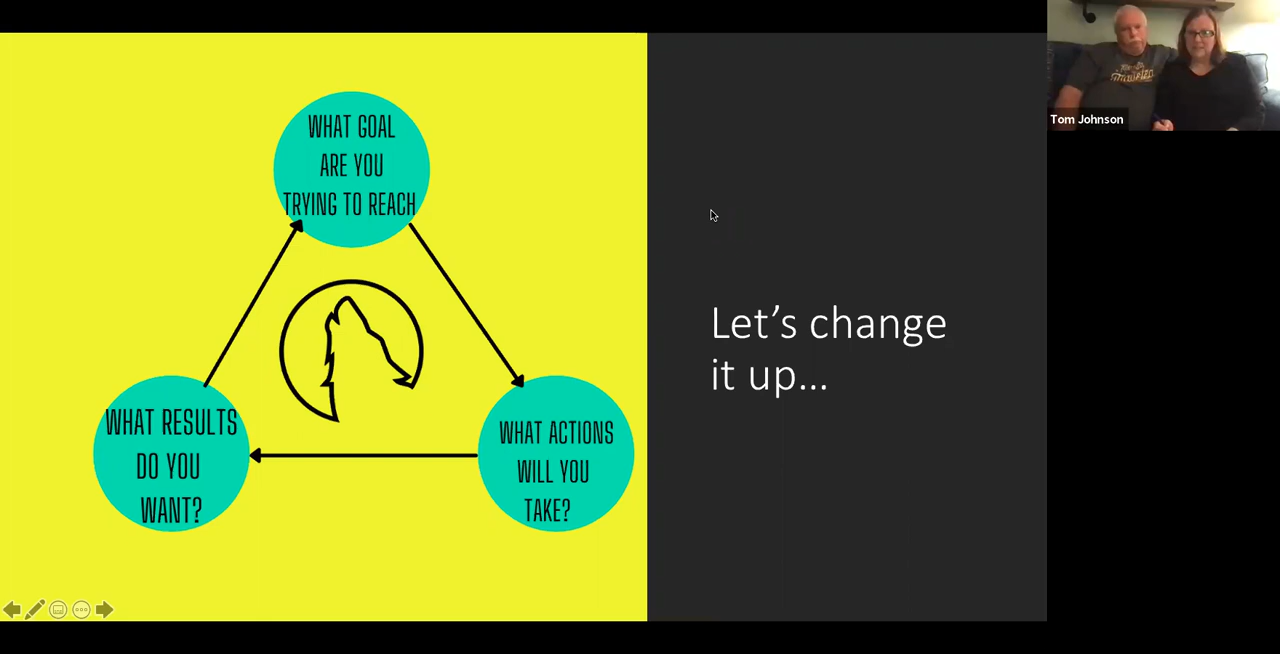 WHAT GOAL
ARE YOU
TRYING TO REACH
WHAT RESULTS
DO YOU
WANT?
WHAT ACTIONS
WILL YOU
TAKE?
Let’s change
it up...
Tom Johnson